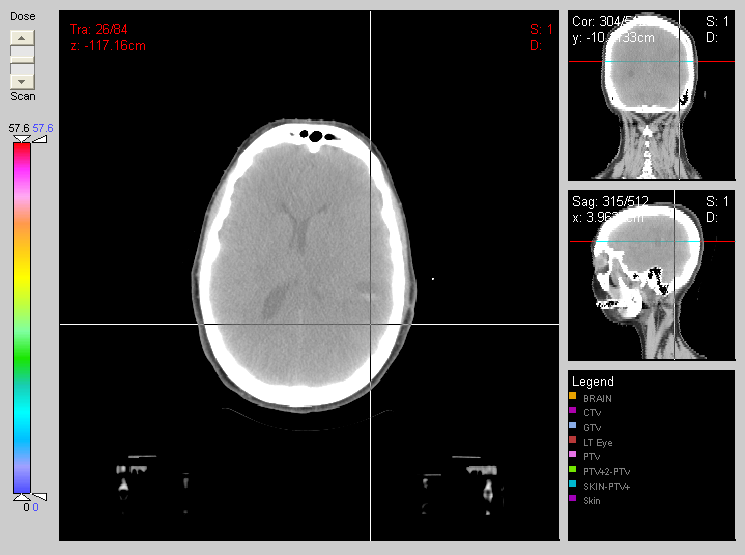 Dose
Scan
57.6 57.6
0 0
Tra: 26/84
z: -117.16cm
S: 1
D:
Cor: 304/
S: 1
D:
Sag: 315/512
S: 1
D:
Legend
BRAIN
CTV
GTV
LT Eye
PTV
PTV+2-PTV
SKIN-PTV+
Skin